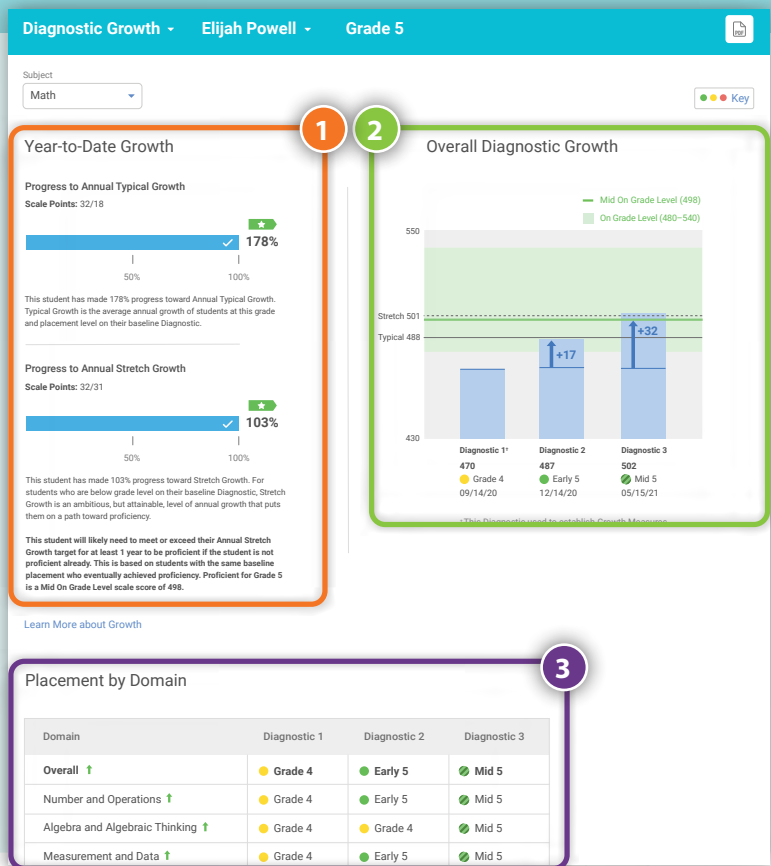 Diagnostic Growth Elijah Powell Grade 5
PDF
Subject
Math
Key
1
2
Year-to-Date Growth
Progress to Annual Typical Growth
Scale Points: 32/18
178%
50% 100%
This student has made 178% progress toward Annual Typical Growth.
Typical Growth is the average annual growth of students at this grade
and placement level on their baseline Diagnostic.
Progress to Annual Stretch Growth
Scale Points: 32/31
103%
50% 100%
This student has made 103% progress toward Stretch Growth. For
students who are below grade level on their baseline Diagnostic, Stretch
Growth is an ambitious, but attainable, level of annual growth that puts
them on a path toward proficiency.
This student will likely need to meet or exceed their Annual Stretch
Growth target for at least 1 year to be proficient if the student is not
proficient already. This is based on students with the same baseline
placement who eventually achieved proficiency. Proficient for Grade 5
is a Mid On Grade Level scale score of 498.
Learn More about Growth
Overall Diagnostic Growth
Mid On Grade Level (498)
On Grade Level (480–540)
550
Stretch 501
Typical 488
430
+17
+32
Diagnostic 1† Diagnostic 2 Diagnostic 3
470 487 502
Grade 4 Early 5 Mid 5
09/14/20 12/14/20 05/15/21
†This Diagnostic used to establish Growth Measures
3
Placement by Domain
Domain Diagnostic 1 Diagnostic 2 Diagnostic 3
Overall Grade 4 Early 5 Mid 5
Number and Operations Grade 4 Early 5 Mid 5
Algebra and Algebraic Thinking Grade 4 Grade 4 Mid 5
Measurement and Data Grade 4 Early 5 Mid 5